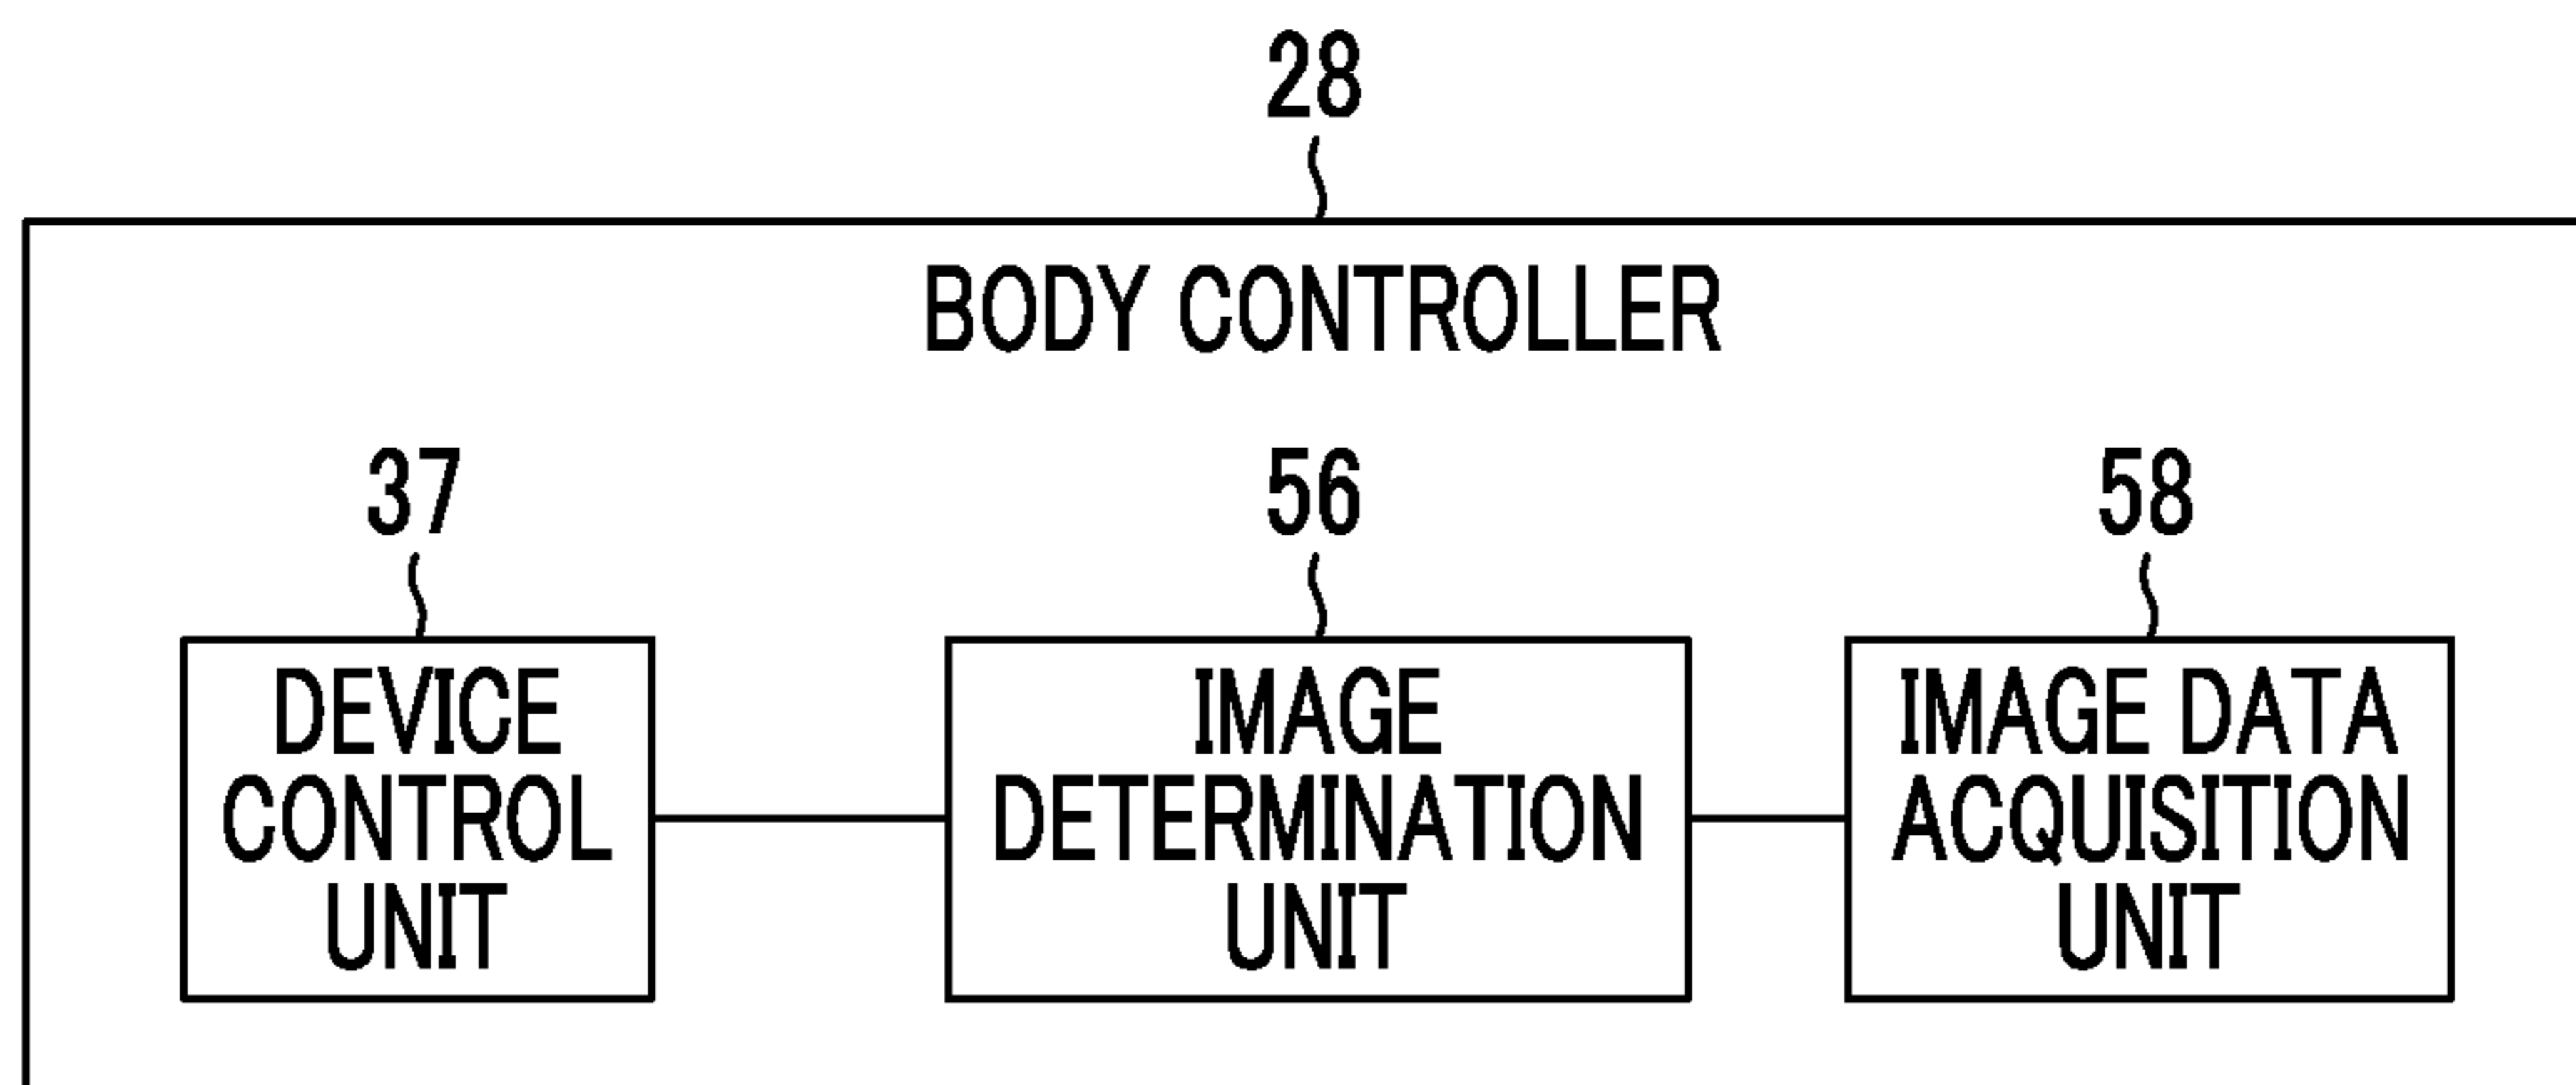 28
BODY CONTROLLER
37
56
58
DEVICE
CONTROL
UNIT
IMAGE
DETERMINATION
UNIT
IMAGE DATA
ACQUISITION
UNIT